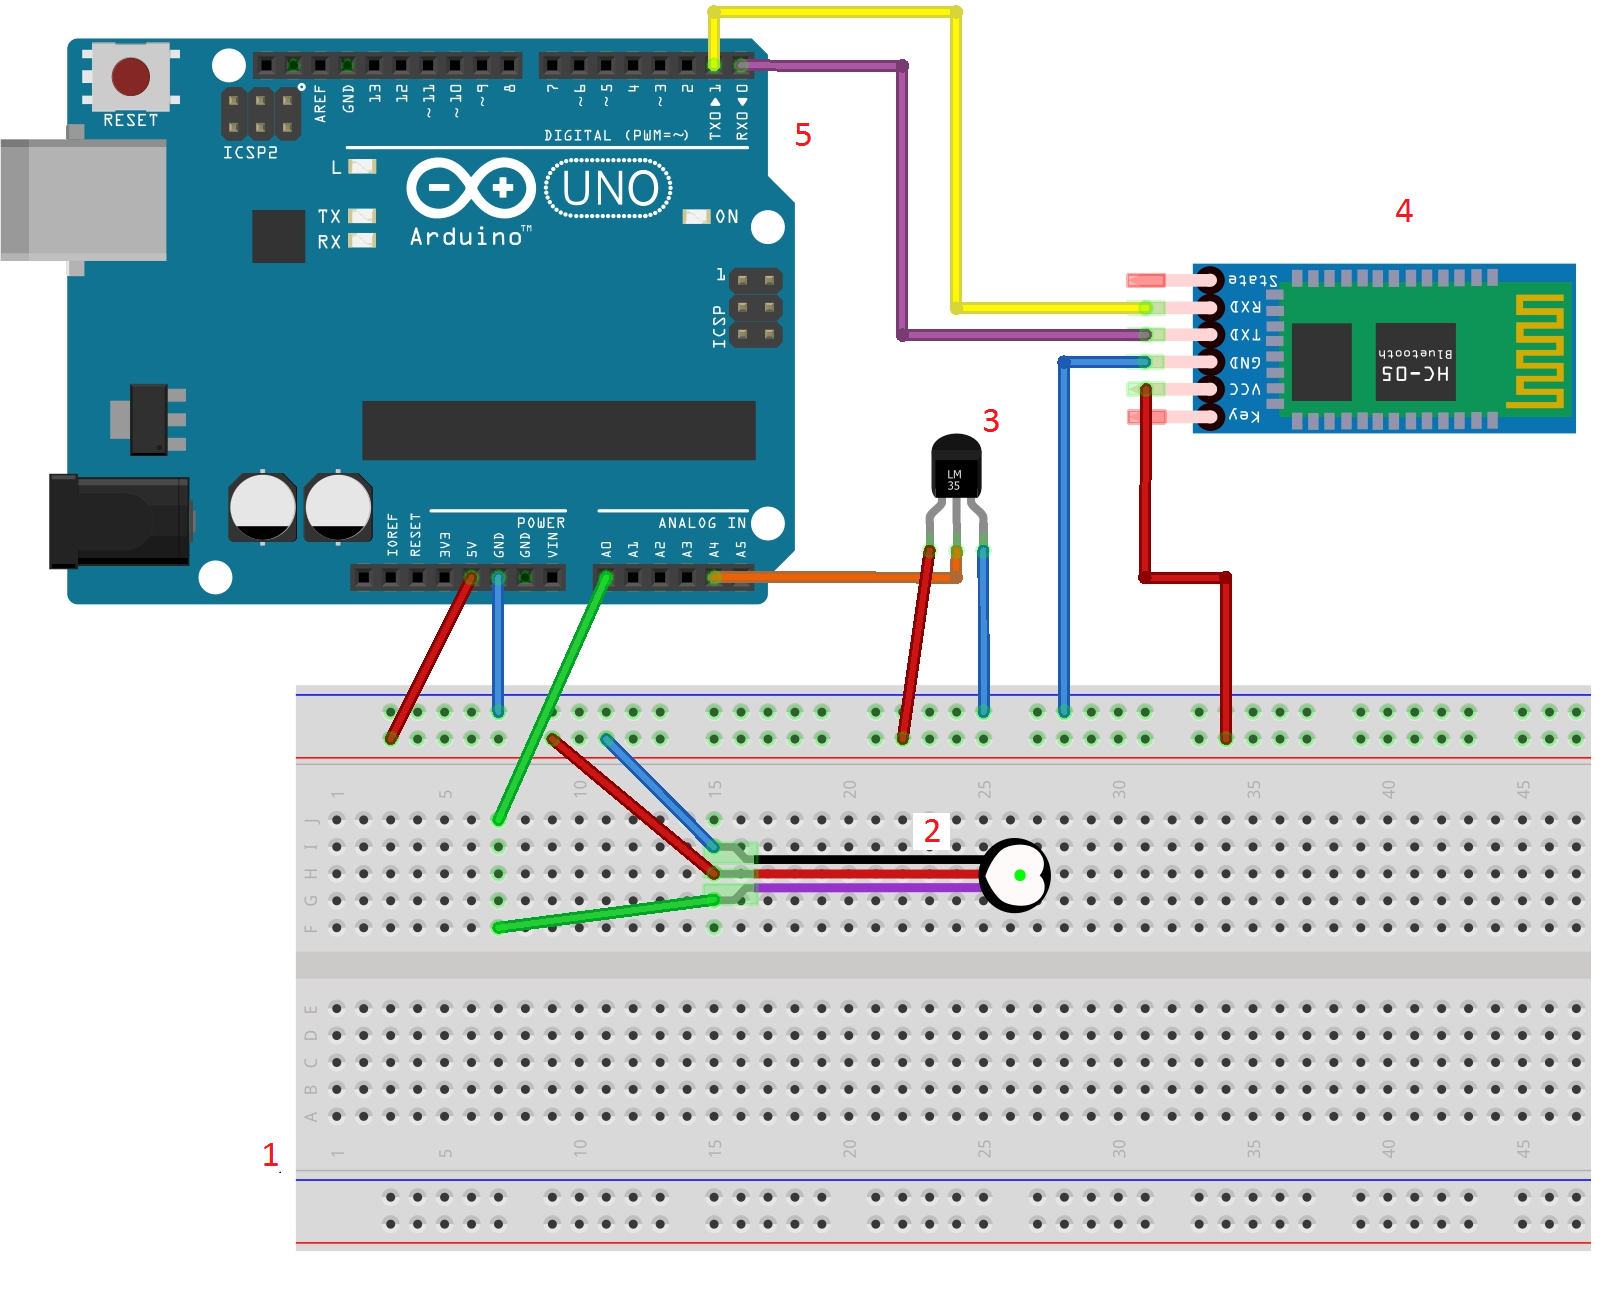 RESET
ICSP2
AREF
GND
13
12
~11
~10
~9
8
7
~6
~5
4
~3
2
TX0▶1
RX0◀0
DIGITAL (PWM=~)
5
L
TX
RX
UNO
Arduino™
ON
1
ICSP
IOREF
RESET
3V3
5V
GND
GND
VIN
POWER
A0
A1
A2
A3
A4
A5
ANALOG IN
4
State
RXD
TXD
GND
VCC
Key
HC-05
Bluetooth
3
LM
35
2
1 5 10 15 20 25 30 35 40 45
J
I
H
G
F
E
D
C
B
A
1 5 10 15 20 25 30 35 40 45
1